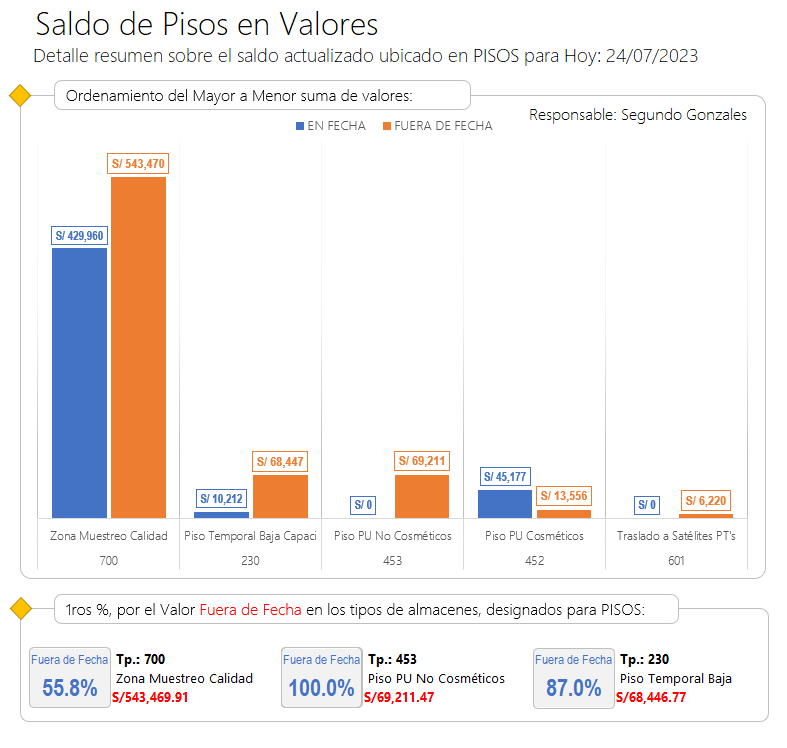 Saldo de Pisos en Valores
Detalle resumen sobre el saldo actualizado ubicado en PISOS para Hoy: 24/07/2023
Ordenamiento del Mayor a Menor suma de valores:
Responsable: Segundo Gonzales
EN FECHA FUERA DE FECHA
S/ 543,470
S/ 429,960
S/ 68,447
S/ 69,211
S/ 45,177
S/ 10,212
S/ 0
S/ 13,556
S/ 0
S/ 6,220
Zona Muestreo Calidad Piso Temporal Baja Capaci Piso PU No Cosméticos Piso PU Cosméticos Traslado a Satélites PT's
700 230 453 452 601
1ros %, por el Valor Fuera de Fecha en los tipos de almacenes, designados para PISOS:
Fuera de Fecha
55.8%
Tp.: 700
Zona Muestreo Calidad
S/543,469.91
Fuera de Fecha
100.0%
Tp.: 453
Piso PU No Cosméticos
S/69,211.47
Fuera de Fecha
87.0%
Tp.: 230
Piso Temporal Baja
S/68,446.77